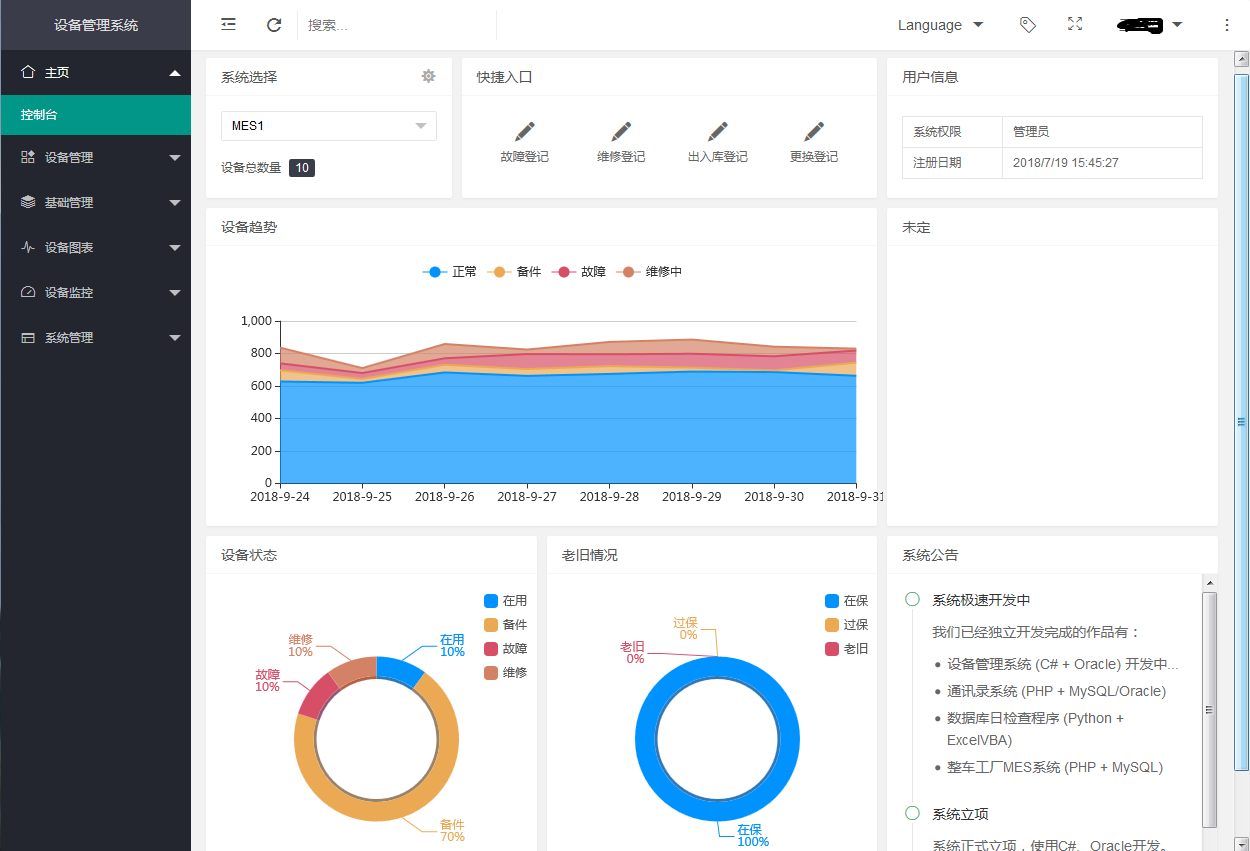 设备管理系统
搜索...
Language
主页
控制台
设备管理
基础管理
设备图表
设备监控
系统管理
系统选择
MES1
设备总数量 10
快捷入口
故障登记 维修登记 出入库登记 更换登记
用户信息
系统权限 管理员
注册日期 2018/7/19 15:45:27
设备趋势
正常 备件 故障 维修中
1,000
800
600
400
200
0
2018-9-24 2018-9-25 2018-9-26 2018-9-27 2018-9-28 2018-9-29 2018-9-30 2018-9-31
未定
设备状态
在用
备件
故障
维修
维修
10%
在用
10%
故障
10%
备件
70%
老旧情况
在保
过保
老旧
过保
0%
老旧
0%
在保
100%
系统公告
系统极速开发中
我们已经独立开发完成的作品有：
设备管理系统 (C# + Oracle) 开发中...
通讯录系统 (PHP + MySQL/Oracle)
数据库日检查程序 (Python +
ExcelVBA)
整车工厂MES系统 (PHP + MySQL)
系统立项
系统正式立项，使用C#、Oracle开发。